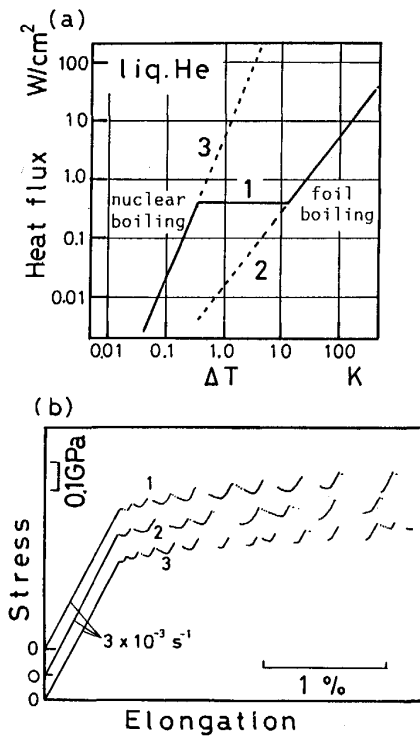 (a)
liq.He
Heat flux W/cm²
100
10
1.0
0.1
0.01
3
1
2
nuclear
boiling
foil
boiling
0.01 0.1 1.0 10 100
ΔT K
(b)
0.1GPa
1
2
3
Stress
0
0
0
3 x 10⁻³ s⁻¹
1 %
Elongation